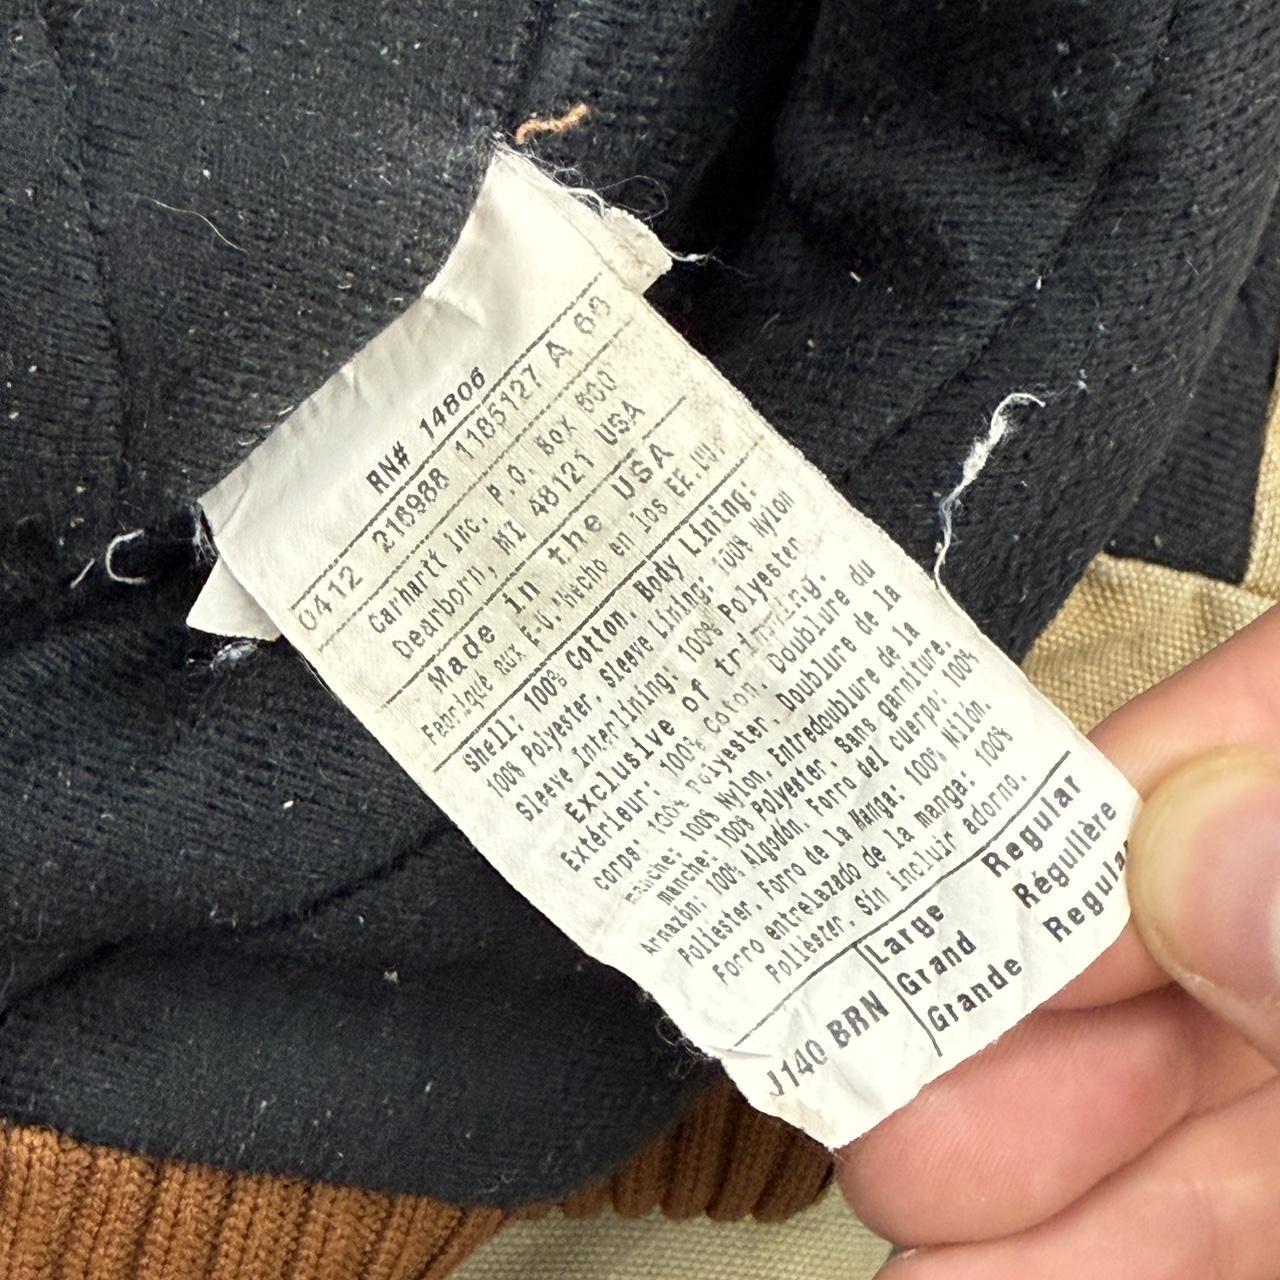 RN# 14806
0412 216988 1185127 A 63
Carhartt Inc. P.O. Box 600
Dearborn, MI 48121 USA
Made in the USA
Fabriqué aux É-U. Hecho en los EE.UU.
Shell: 100% Cotton. Body Lining:
100% Polyester. Sleeve Lining: 100% Nylon
Sleeve Interlining: 100% Polyester
Exclusive of trimming.
Extérieur: 100% Coton. Doublure du
corps: 100% Polyester. Doublure de la
manche: 100% Nylon. Entredoublure de la
manche: 100% Polyester. Sans garniture.
Armazón: 100% Algodón. Forro del cuerpo: 100%
Poliéster. Forro de la Manga: 100% Nilón.
Forro entrelazado de la manga: 100%
Poliéster. Sin incluir adorno.
J140 BRN
Large Regular
Grand Régulière
Grande Regular